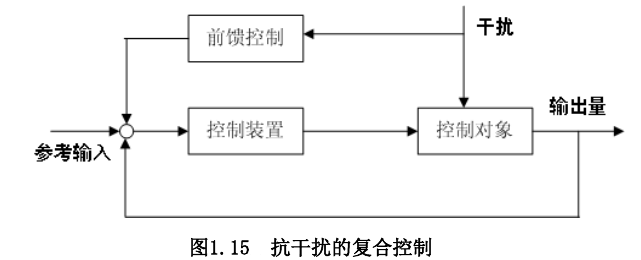 干扰
前馈控制
输出量
控制装置
控制对象
参考输入
图1.15 抗干扰的复合控制